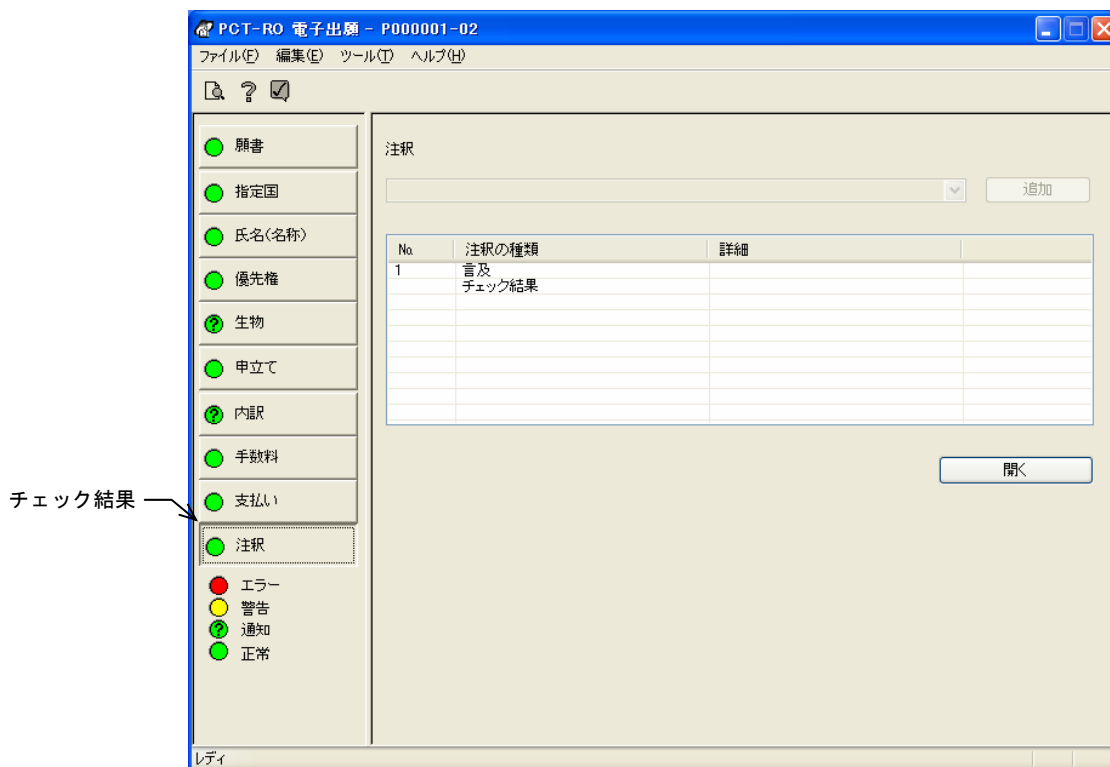 PCT-RO 電子出願 - P000001-02
ファイル(F) 編集(E) ツール(T) ヘルプ(H)
願書
指定国
氏名(名称)
優先権
生物
申立て
内訳
手数料
支払い
注釈
エラー
警告
通知
正常
チェック結果
注釈
追加
No. 注釈の種類 詳細
1 言及
チェック結果
開く
レディ